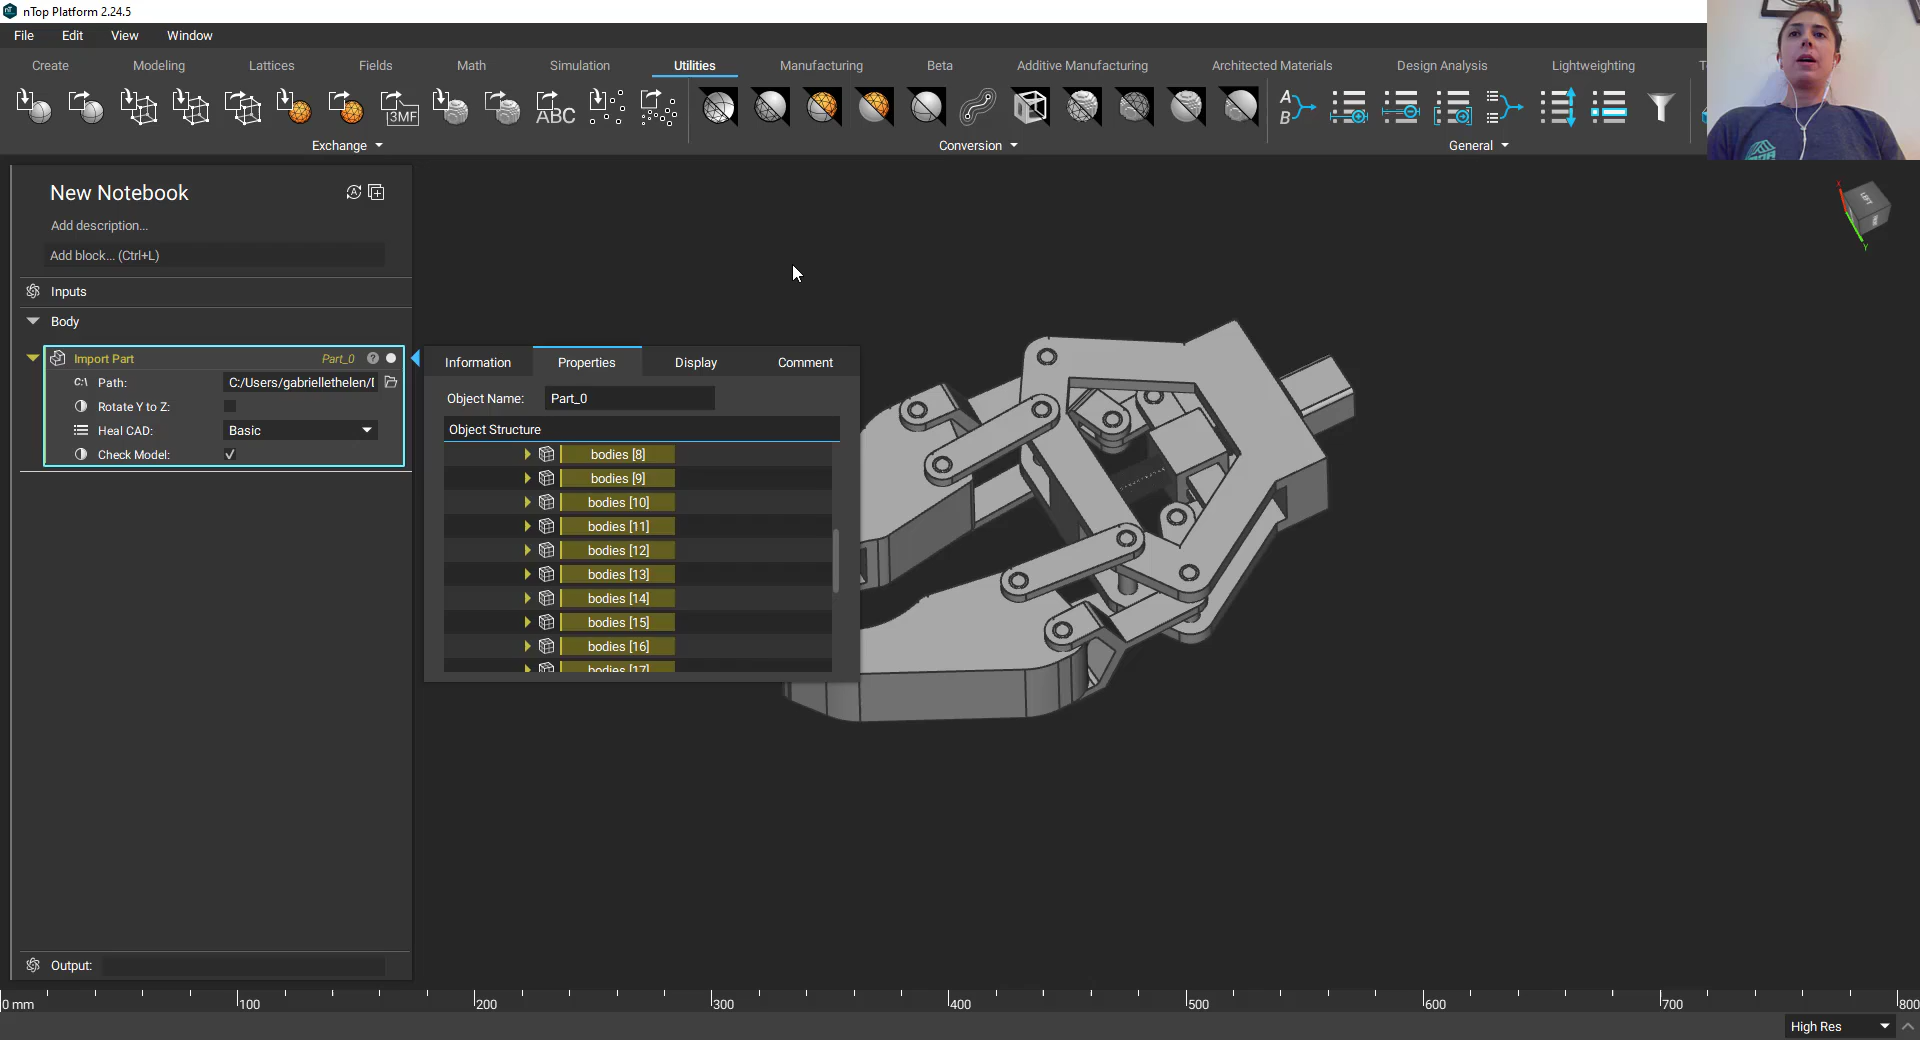 nTop Platform 2.24.5
File Edit View Window
Create Modeling Lattices Fields Math Simulation Utilities Manufacturing Beta Additive Manufacturing Architected Materials Design Analysis Lightweighting
3MF ABC A B
Exchange Conversion General
New Notebook
Add description...
Add block... (Ctrl+L)
Inputs
Body
Import Part Part_0 ?
C:\ Path: C:/Users/gabriellethelen/
Rotate Y to Z:
Heal CAD: Basic
Check Model:
Information Properties Display Comment
Object Name: Part_0
Object Structure
bodies [8]
bodies [9]
bodies [10]
bodies [11]
bodies [12]
bodies [13]
bodies [14]
bodies [15]
bodies [16]
bodies [17]
X
LEFT
Y
Output:
0 mm 100 200 300 400 500 600 700 800
High Res